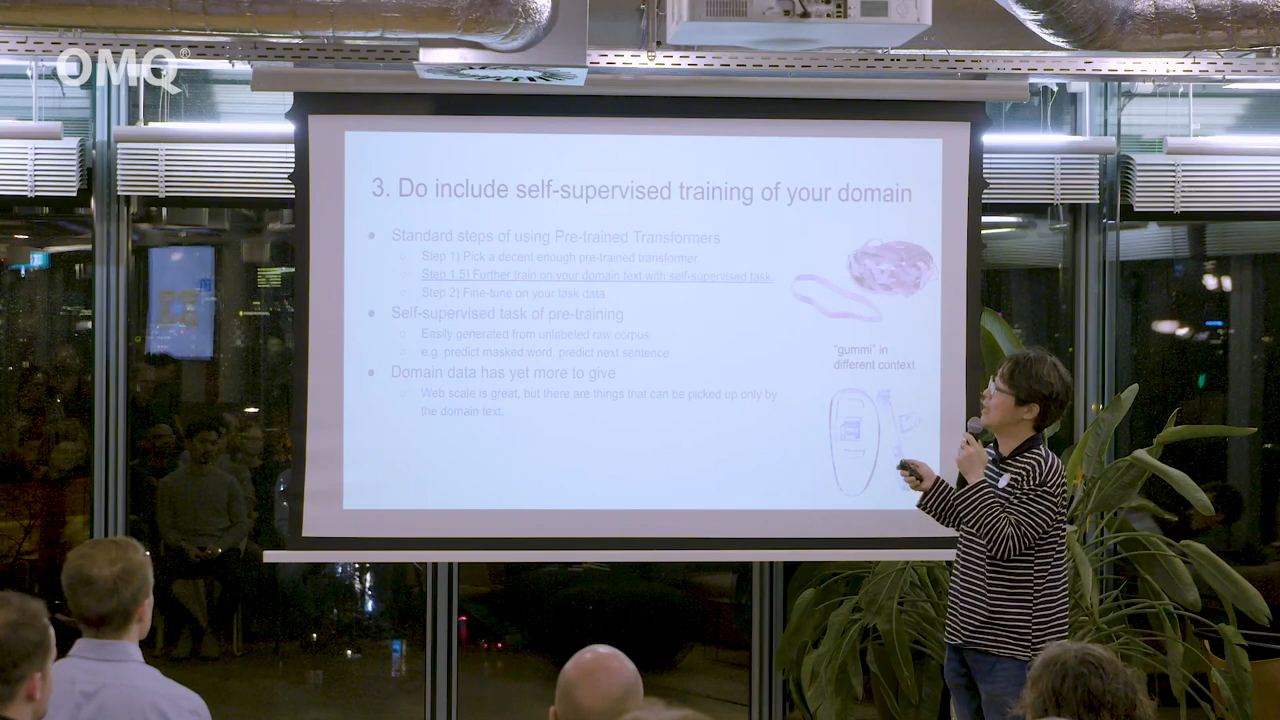 OMQ®
3. Do include self-supervised training of your domain
Standard steps of using Pre-trained Transformers
Step 1) Pick a decent enough pre-trained transformer
Step 1.5) Further train on your domain text with self-supervised task.
Step 2) Fine-tune on your task data
Self-supervised task of pre-training
Easily generated from unlabeled raw corpus
e.g. predict masked word, predict next sentence
Domain data has yet more to give
Web scale is great, but there are things that can be picked up only by
the domain text.
"gummi" in
different context